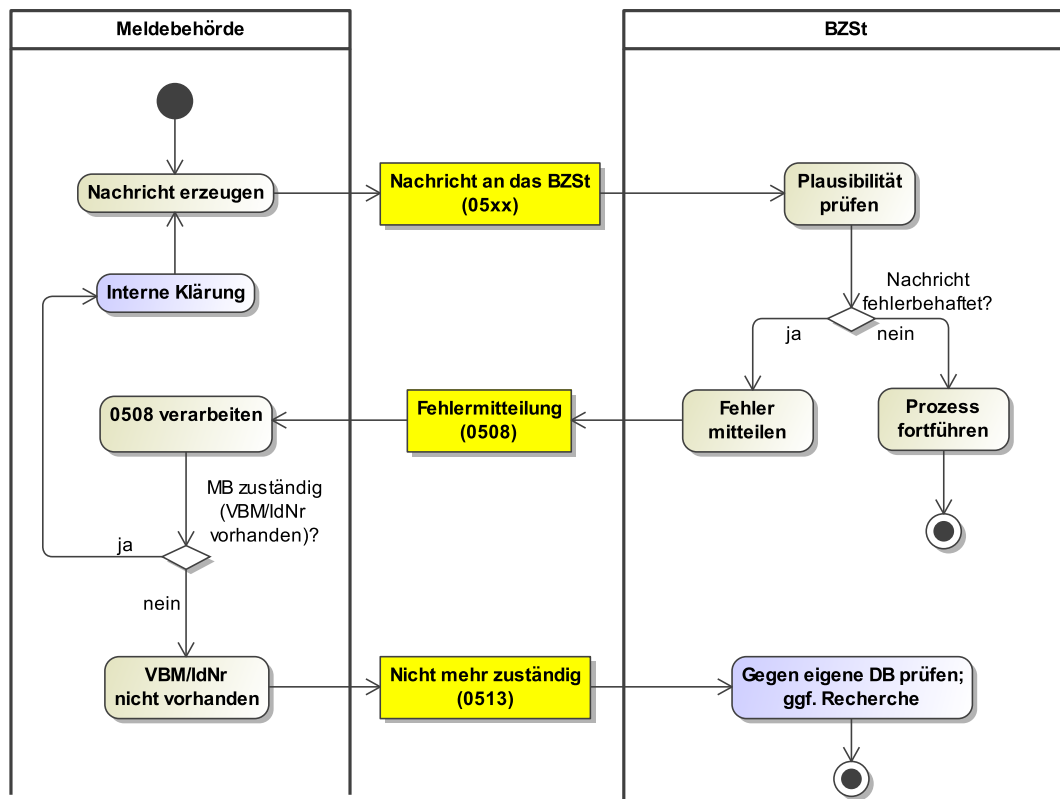 Meldebehörde
BZSt
Nachricht erzeugen
Nachricht an das BZSt
(05xx)
Plausibilität
prüfen
Interne Klärung
Nachricht
fehlerbehaftet?
ja
nein
0508 verarbeiten
Fehlermitteilung
(0508)
Fehler
mitteilen
Prozess
fortführen
MB zuständig
(VBM/IdNr
vorhanden)?
ja
nein
VBM/IdNr
nicht vorhanden
Nicht mehr zuständig
(0513)
Gegen eigene DB prüfen;
ggf. Recherche